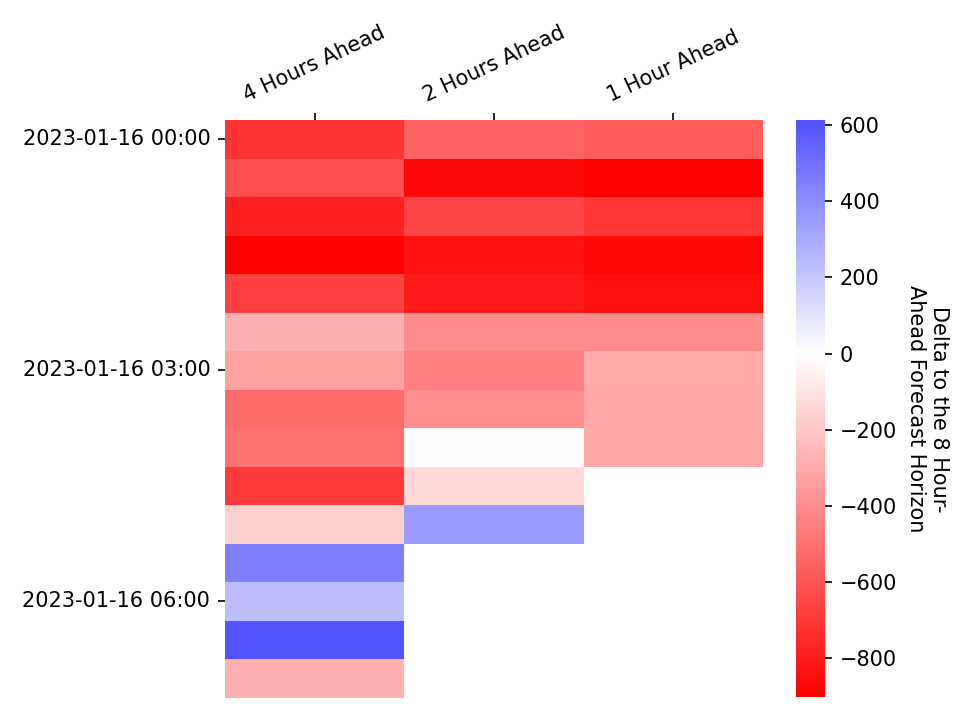 4 Hours Ahead
2 Hours Ahead
1 Hour Ahead
2023-01-16 00:00
2023-01-16 03:00
2023-01-16 06:00
600
400
200
0
−200
−400
−600
−800
Delta to the 8 Hour-
Ahead Forecast Horizon